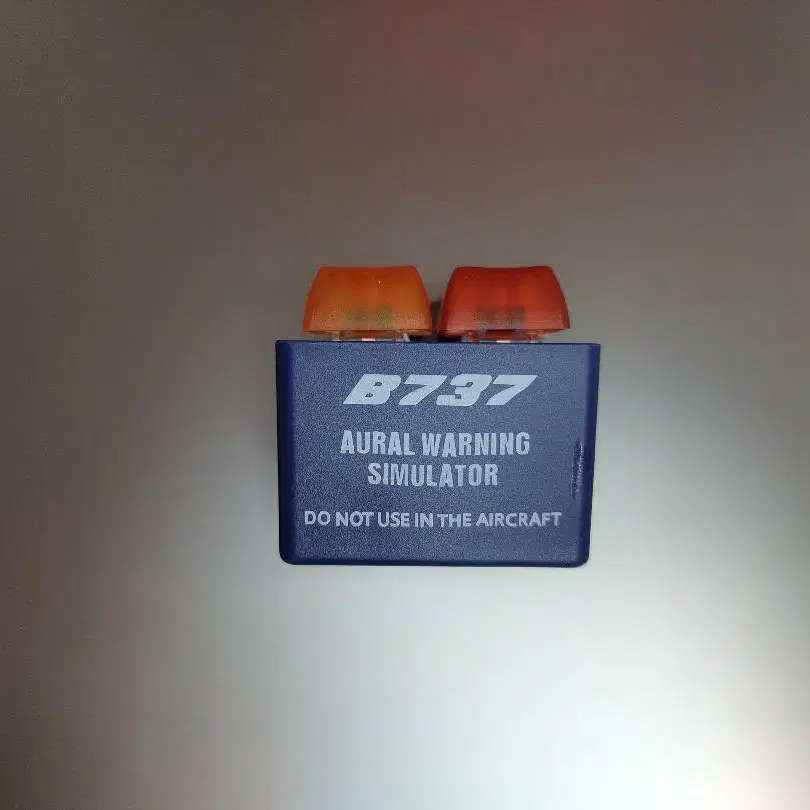 B737
AURAL WARNING
SIMULATOR
DO NOT USE IN THE AIRCRAFT